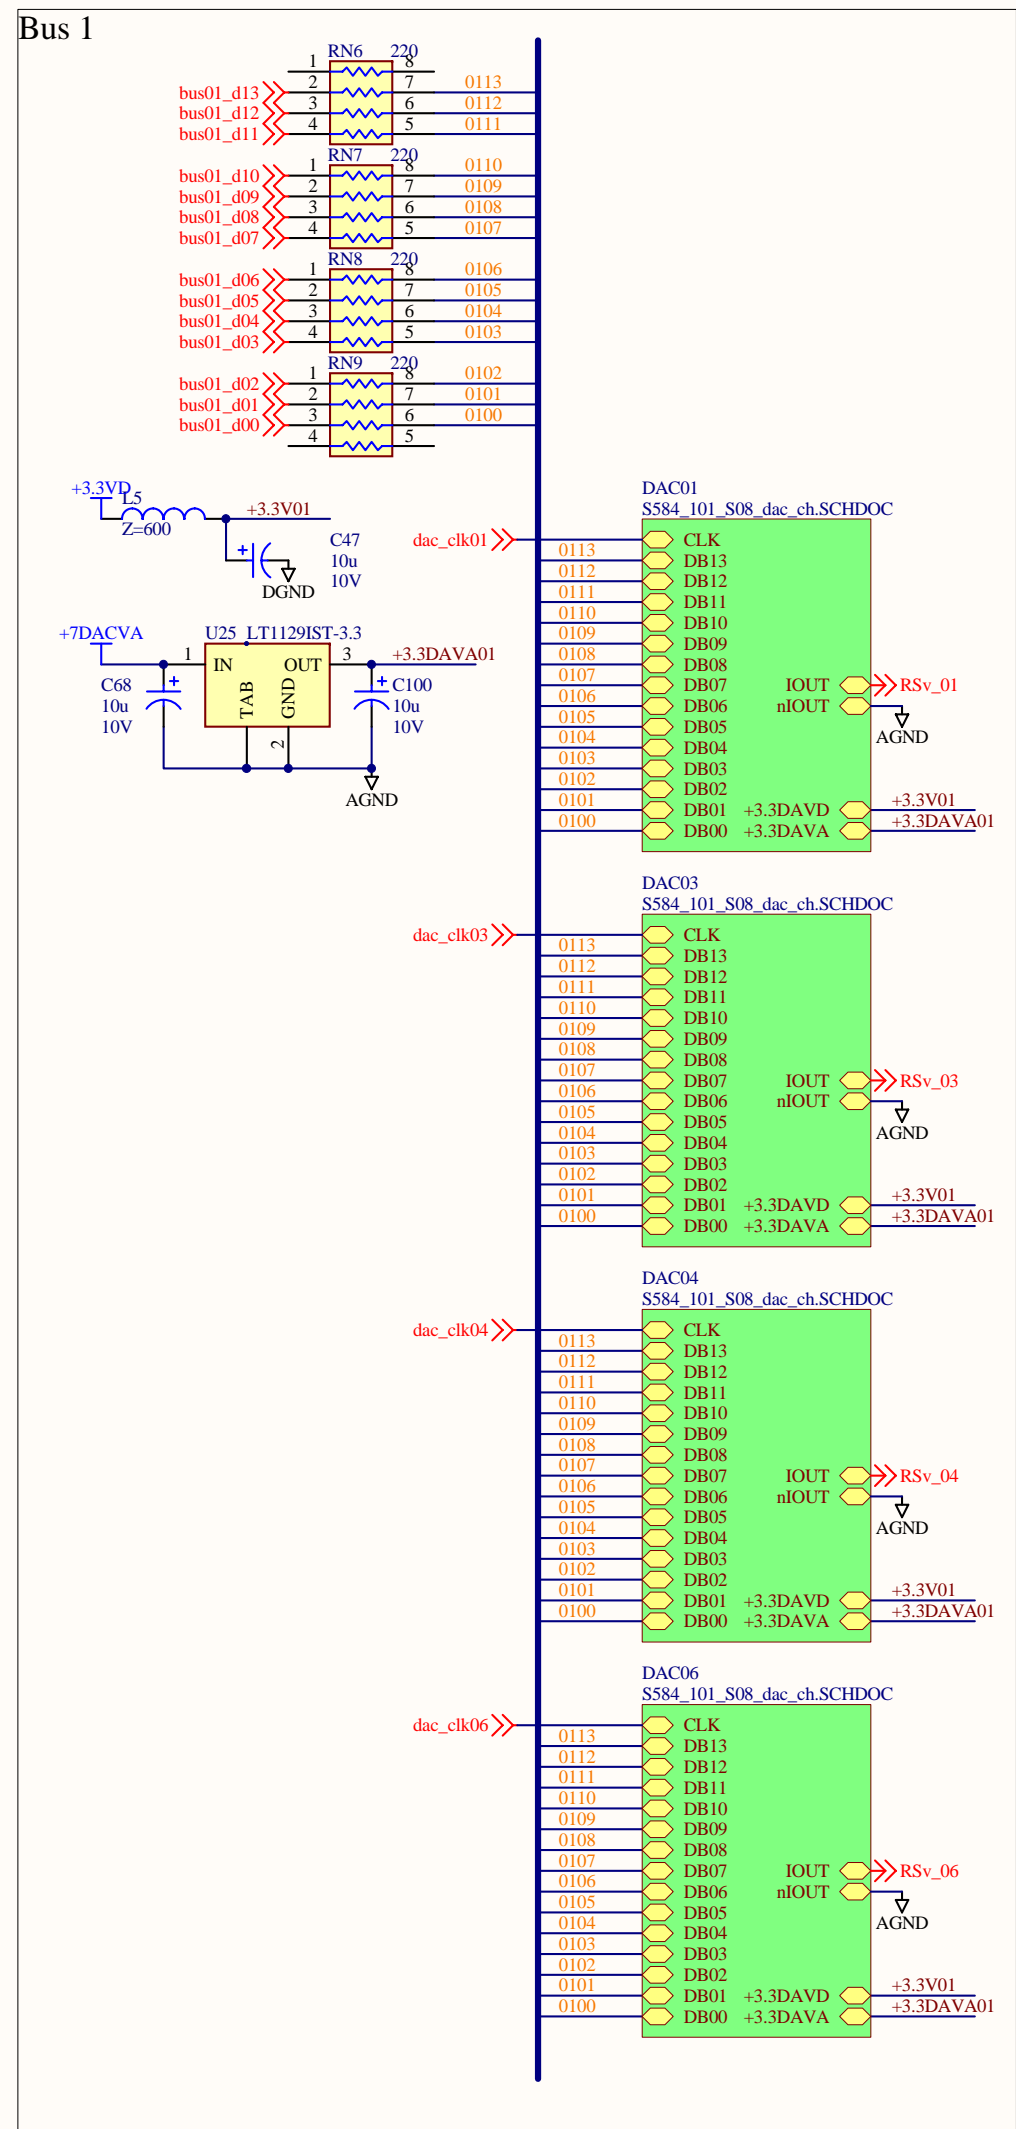 Bus 1
RN6 220
1 8
bus01_d13 2 7 0113
bus01_d12 3 6 0112
bus01_d11 4 5 0111
RN7 220
bus01_d10 1 8 0110
bus01_d09 2 7 0109
bus01_d08 3 6 0108
bus01_d07 4 5 0107
RN8 220
bus01_d06 1 8 0106
bus01_d05 2 7 0105
bus01_d04 3 6 0104
bus01_d03 4 5 0103
RN9 220
bus01_d02 1 8 0102
bus01_d01 2 7 0101
bus01_d00 3 6 0100
4 5
+3.3VD
L5
Z=600
+3.3V01
+
C47
10u
10V
DGND
+7DACVA
U25 LT1129IST-3.3
1 IN OUT 3
+3.3DAVA01
TAB
GND
2
+
C68
10u
10V
+
C100
10u
10V
AGND
DAC01
S584_101_S08_dac_ch.SCHDOC
dac_clk01 CLK
0113 DB13
0112 DB12
0111 DB11
0110 DB10
0109 DB09
0108 DB08
0107 DB07 IOUT RSv_01
0106 DB06 nIOUT
0105 DB05 AGND
0104 DB04
0103 DB03
0102 DB02
0101 DB01 +3.3DAVD +3.3V01
0100 DB00 +3.3DAVA +3.3DAVA01
DAC03
S584_101_S08_dac_ch.SCHDOC
dac_clk03 CLK
0113 DB13
0112 DB12
0111 DB11
0110 DB10
0109 DB09
0108 DB08
0107 DB07 IOUT RSv_03
0106 DB06 nIOUT
0105 DB05 AGND
0104 DB04
0103 DB03
0102 DB02
0101 DB01 +3.3DAVD +3.3V01
0100 DB00 +3.3DAVA +3.3DAVA01
DAC04
S584_101_S08_dac_ch.SCHDOC
dac_clk04 CLK
0113 DB13
0112 DB12
0111 DB11
0110 DB10
0109 DB09
0108 DB08
0107 DB07 IOUT RSv_04
0106 DB06 nIOUT
0105 DB05 AGND
0104 DB04
0103 DB03
0102 DB02
0101 DB01 +3.3DAVD +3.3V01
0100 DB00 +3.3DAVA +3.3DAVA01
DAC06
S584_101_S08_dac_ch.SCHDOC
dac_clk06 CLK
0113 DB13
0112 DB12
0111 DB11
0110 DB10
0109 DB09
0108 DB08
0107 DB07 IOUT RSv_06
0106 DB06 nIOUT
0105 DB05 AGND
0104 DB04
0103 DB03
0102 DB02
0101 DB01 +3.3DAVD +3.3V01
0100 DB00 +3.3DAVA +3.3DAVA01